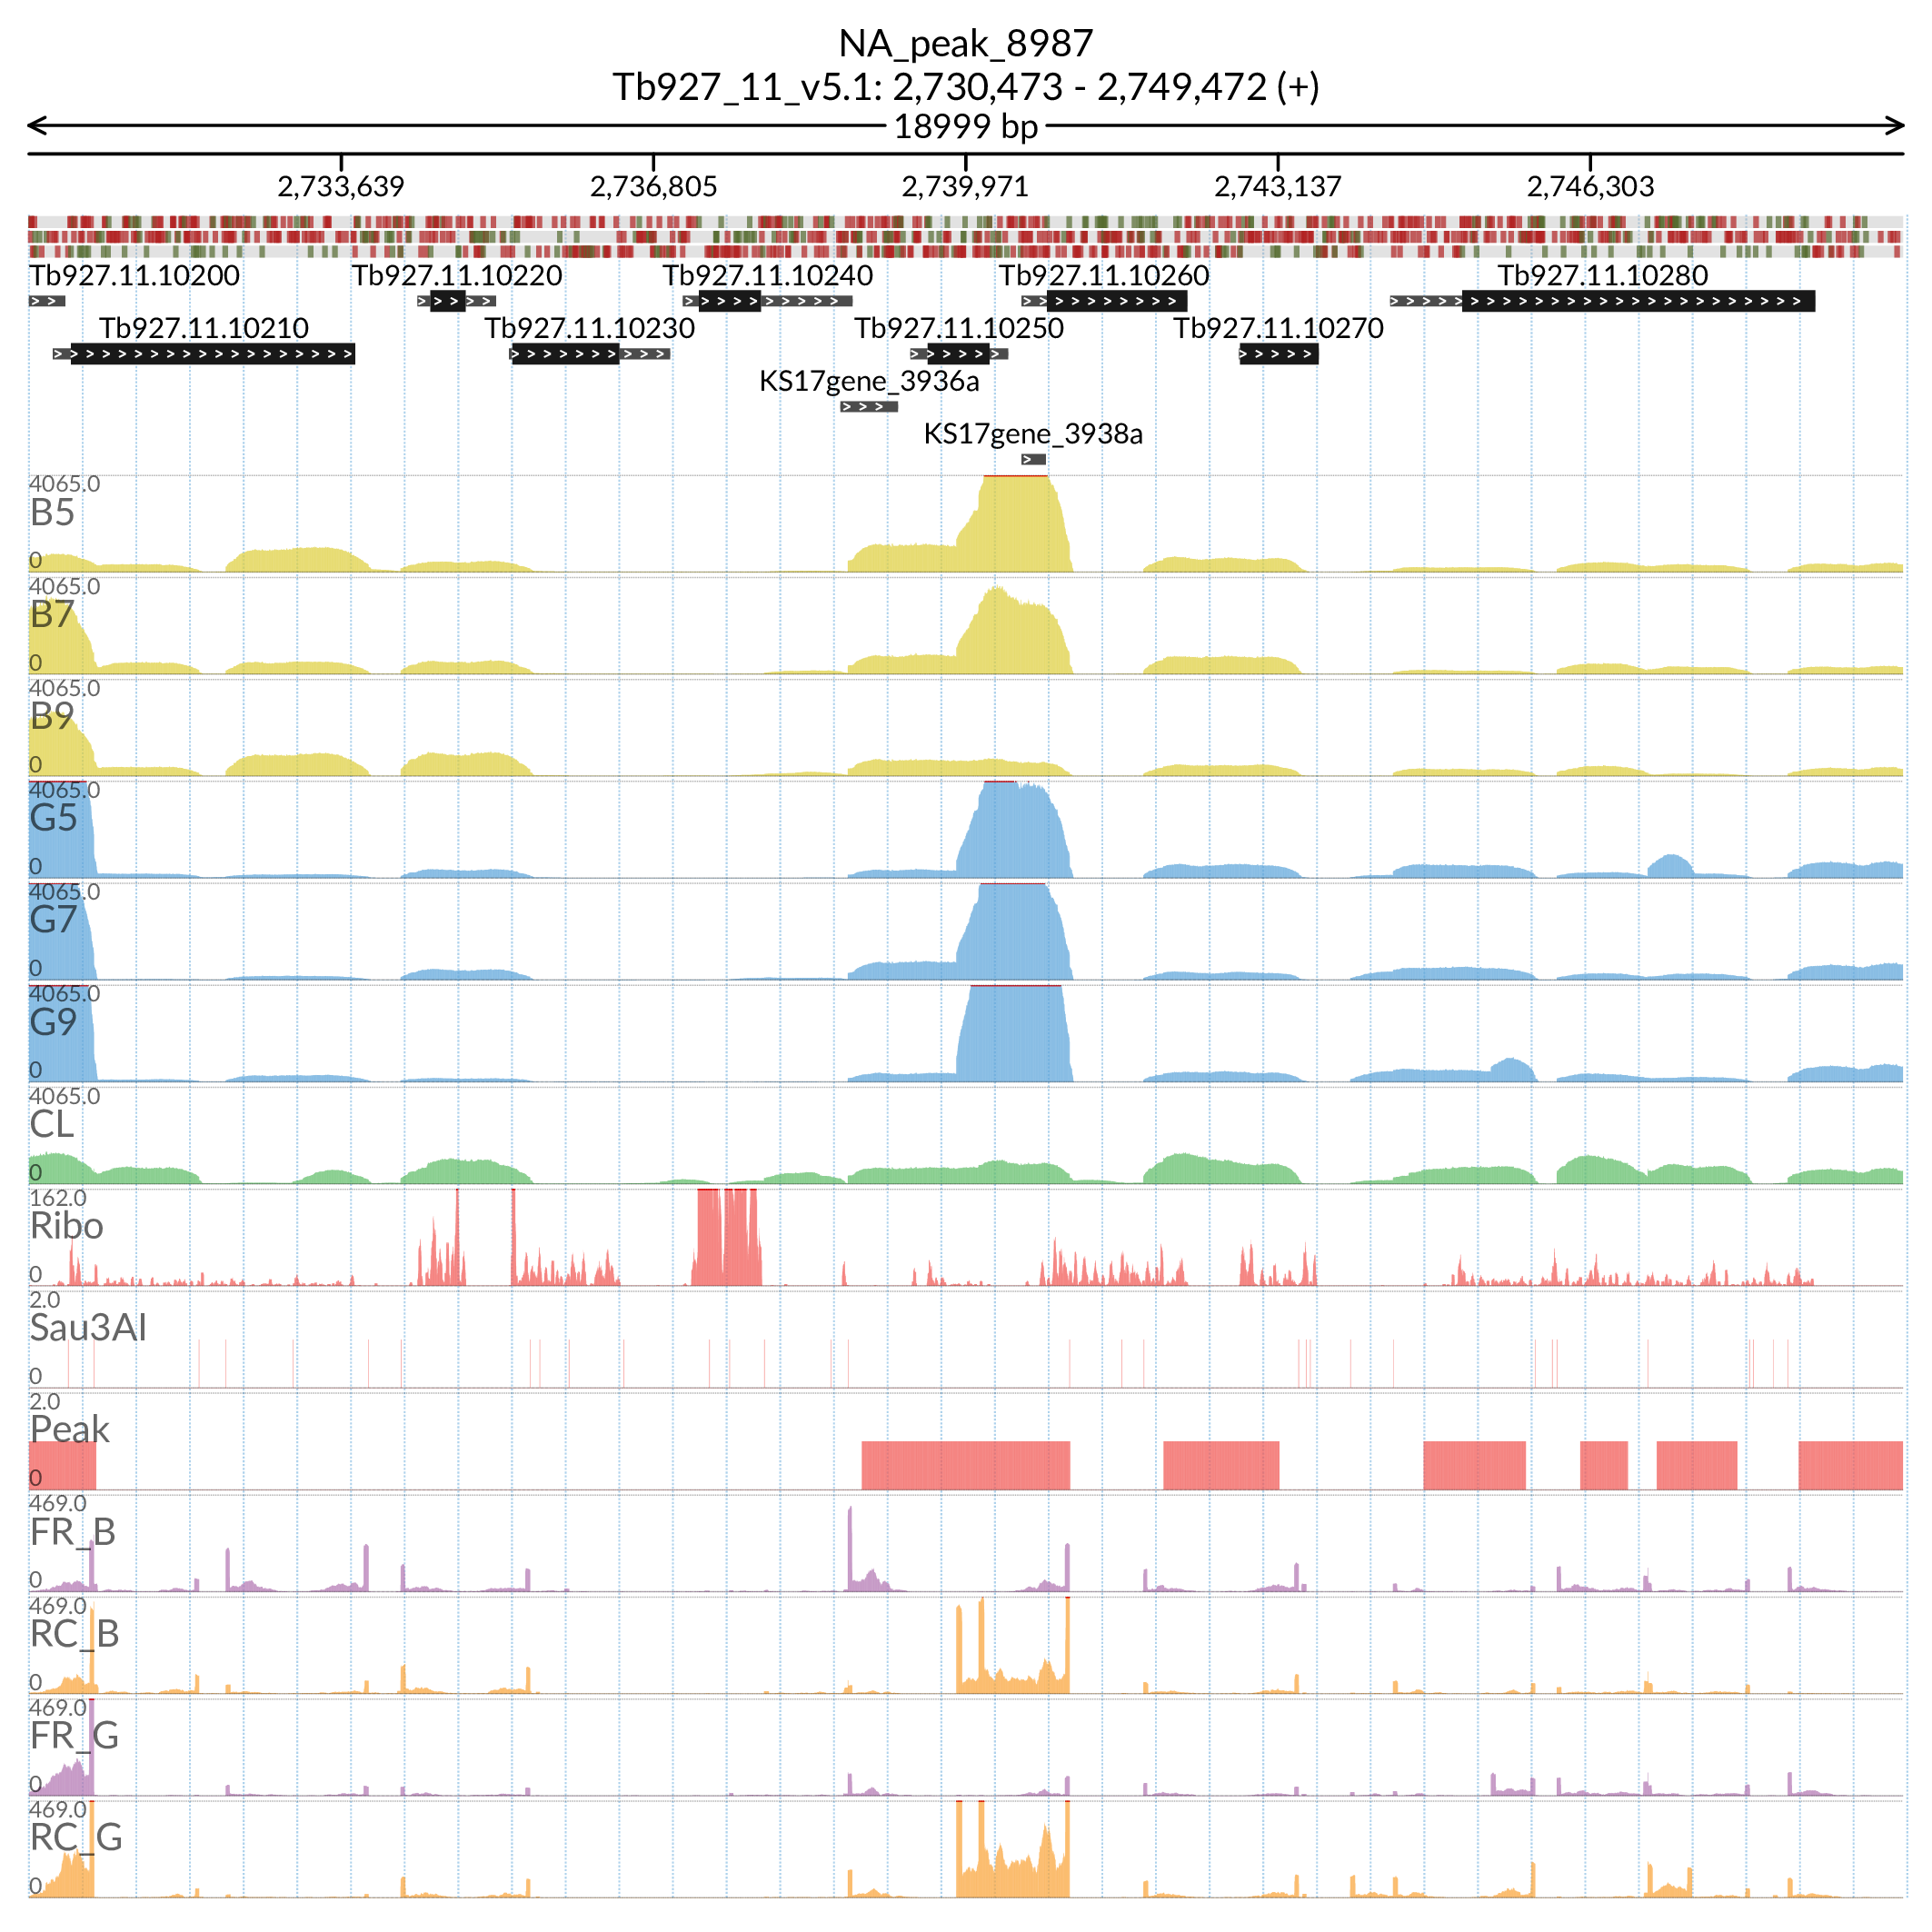 NA_peak_8987
Tb927_11_v5.1: 2,730,473 - 2,749,472 (+)
18999 bp
2,733,639 2,736,805 2,739,971 2,743,137 2,746,303
Tb927.11.10200 Tb927.11.10220 Tb927.11.10240 Tb927.11.10260 Tb927.11.10280
Tb927.11.10210 Tb927.11.10230 Tb927.11.10250 Tb927.11.10270
KS17gene_3936a
KS17gene_3938a
4065.0
B5
0
4065.0
B7
0
4065.0
B9
0
4065.0
G5
0
4065.0
G7
0
4065.0
G9
0
4065.0
CL
0
162.0
Ribo
0
2.0
Sau3AI
0
2.0
Peak
0
469.0
FR_B
0
469.0
RC_B
0
469.0
FR_G
0
469.0
RC_G
0